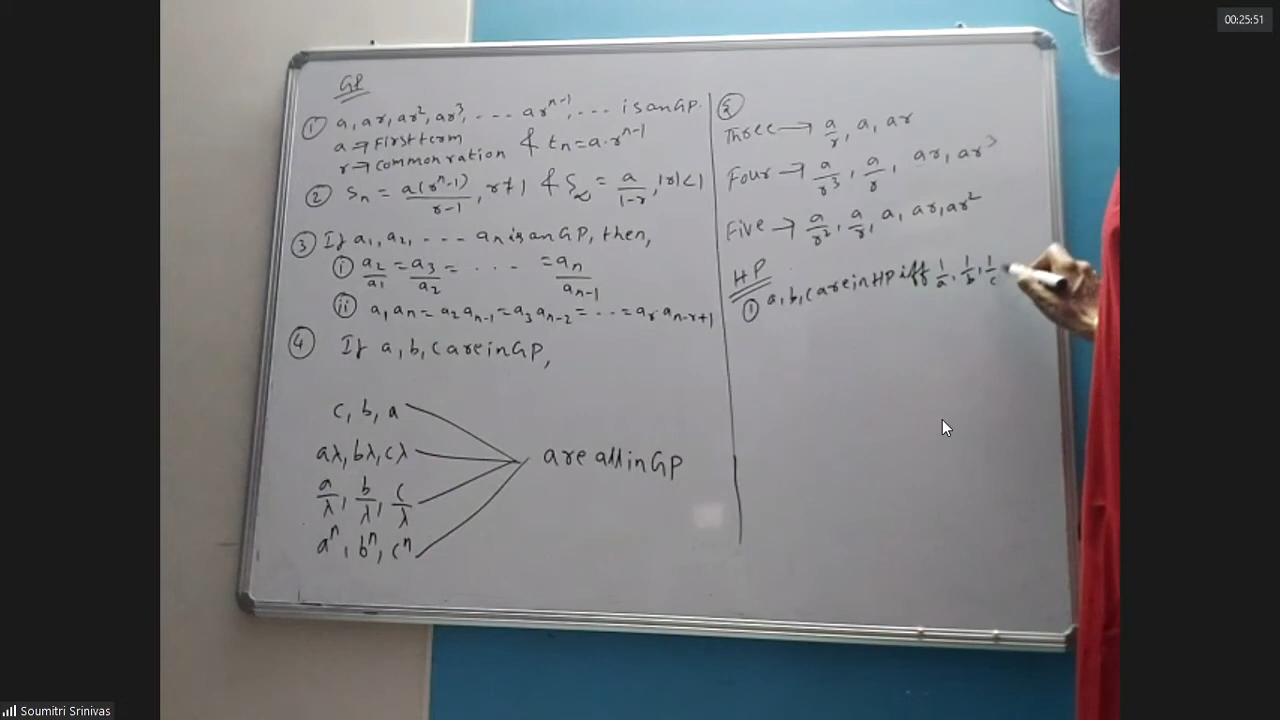 00:25:51
GP
① a, ar, ar², ar³, - - - ar^(n-1), - - - is an GP.
a → First term
r → common ration & tₙ = a·r^(n-1)
② Sₙ = a(rⁿ-1)/(r-1), r≠1 & S∞ = a/(1-r), |r|<1
③ If a₁, a₂, - - - aₙ is an GP, then,
ⓘ a₂/a₁ = a₃/a₂ = - - - = aₙ/aₙ₋₁
ⓘⓘ a₁aₙ = a₂aₙ₋₁ = a₃aₙ₋₂ = - - = aᵣ aₙ₋ᵣ₊₁
④ If a, b, c are in GP,
c, b, a
aλ, bλ, cλ
a/λ, b/λ, c/λ
aⁿ, bⁿ, cⁿ
are all in GP
Three → a/r, a, ar
Four → a/r³, a/r, ar, ar³
Five → a/r², a/r, a, ar, ar²
HP
① a, b, c are in HP iff 1/a, 1/b, 1/c
Soumitri Srinivas